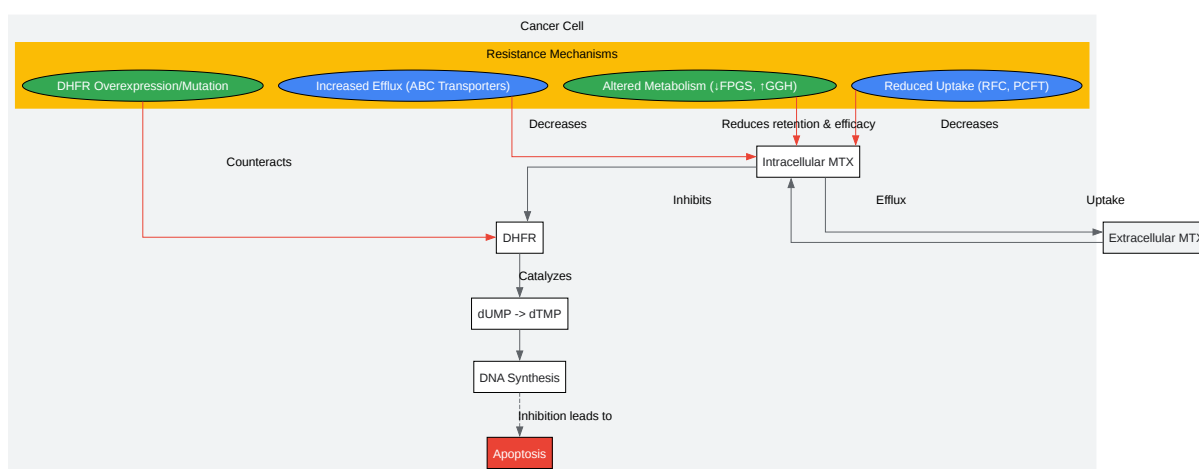 Cancer Cell
Resistance Mechanisms
DHFR Overexpression/Mutation
Increased Efflux (ABC Transporters)
Altered Metabolism (↓FPGS, ↑GGH)
Reduced Uptake (RFC, PCFT)
Decreases
Reduces retention & efficacy
Decreases
Counteracts
Intracellular MTX
Inhibits
Efflux
Uptake
DHFR
Extracellular MTX
Catalyzes
dUMP -> dTMP
DNA Synthesis
Inhibition leads to
Apoptosis